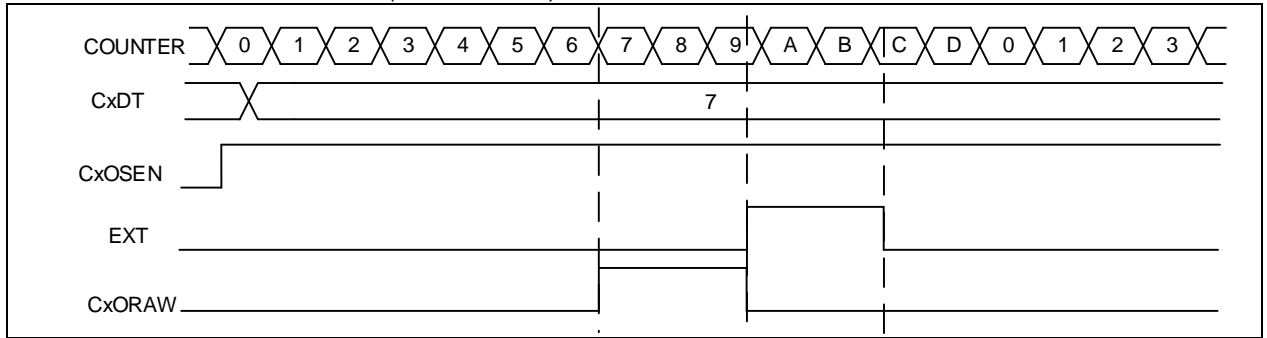 COUNTER 0 1 2 3 4 5 6 7 8 9 A B C D 0 1 2 3
CxDT 7
CxOSEN
EXT
CxORAW